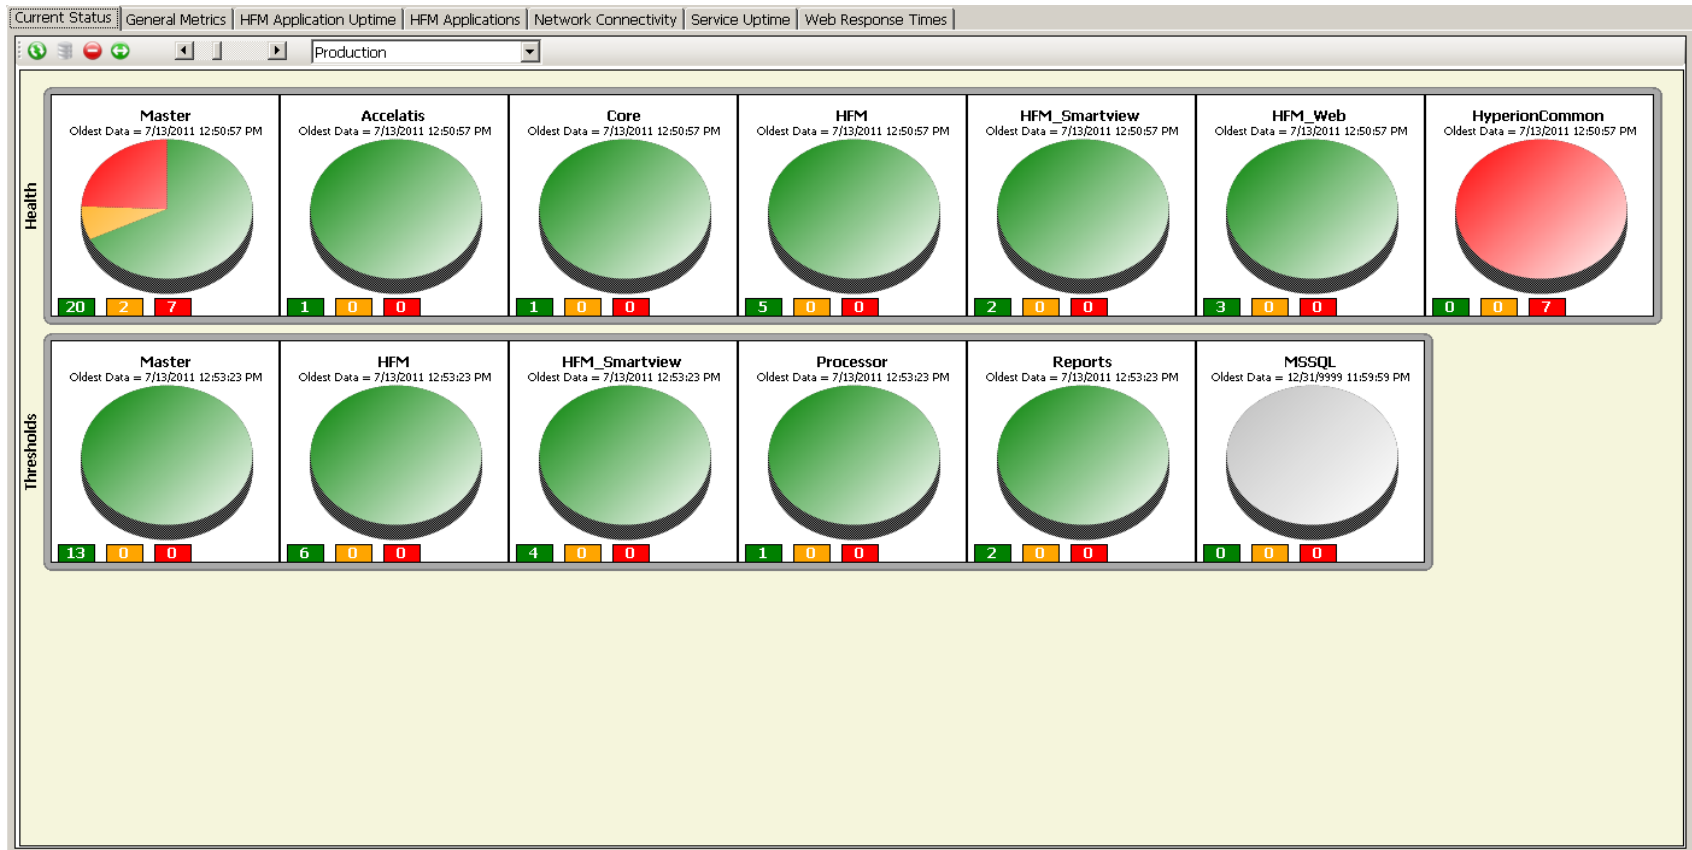 Current Status General Metrics HFM Application Uptime HFM Applications Network Connectivity Service Uptime Web Response Times
Production
Health
Master
Oldest Data = 7/13/2011 12:50:57 PM
20 2 7
Accelatis
Oldest Data = 7/13/2011 12:50:57 PM
1 0 0
Core
Oldest Data = 7/13/2011 12:50:57 PM
1 0 0
HFM
Oldest Data = 7/13/2011 12:50:57 PM
5 0 0
HFM_Smartview
Oldest Data = 7/13/2011 12:50:57 PM
2 0 0
HFM_Web
Oldest Data = 7/13/2011 12:50:57 PM
3 0 0
HyperionCommon
Oldest Data = 7/13/2011 12:50:57 PM
0 0 7
Thresholds
Master
Oldest Data = 7/13/2011 12:53:23 PM
13 0 0
HFM
Oldest Data = 7/13/2011 12:53:23 PM
6 0 0
HFM_Smartview
Oldest Data = 7/13/2011 12:53:23 PM
4 0 0
Processor
Oldest Data = 7/13/2011 12:53:23 PM
1 0 0
Reports
Oldest Data = 7/13/2011 12:53:23 PM
2 0 0
MSSQL
Oldest Data = 12/31/9999 11:59:59 PM
0 0 0